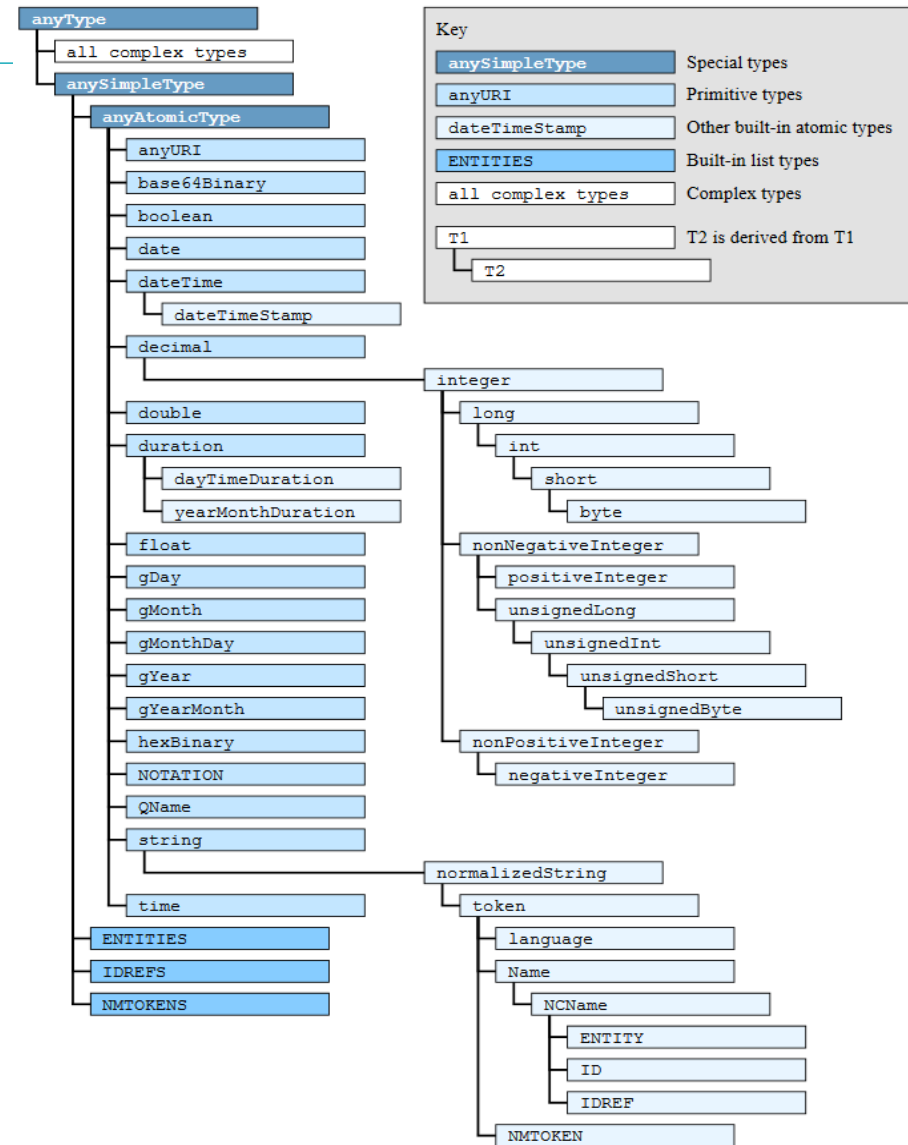 anyType
all complex types
anySimpleType
anyAtomicType
anyURI
base64Binary
boolean
date
dateTime
dateTimeStamp
decimal
integer
long
int
short
byte
nonNegativeInteger
positiveInteger
unsignedLong
unsignedInt
unsignedShort
unsignedByte
nonPositiveInteger
negativeInteger
double
duration
dayTimeDuration
yearMonthDuration
float
gDay
gMonth
gMonthDay
gYear
gYearMonth
hexBinary
NOTATION
QName
string
normalizedString
token
language
Name
NCName
ENTITY
ID
IDREF
NMTOKEN
time
ENTITIES
IDREFS
NMTOKENS
Key
anySimpleType Special types
anyURI Primitive types
dateTimeStamp Other built-in atomic types
ENTITIES Built-in list types
all complex types Complex types
T1 T2 is derived from T1
T2